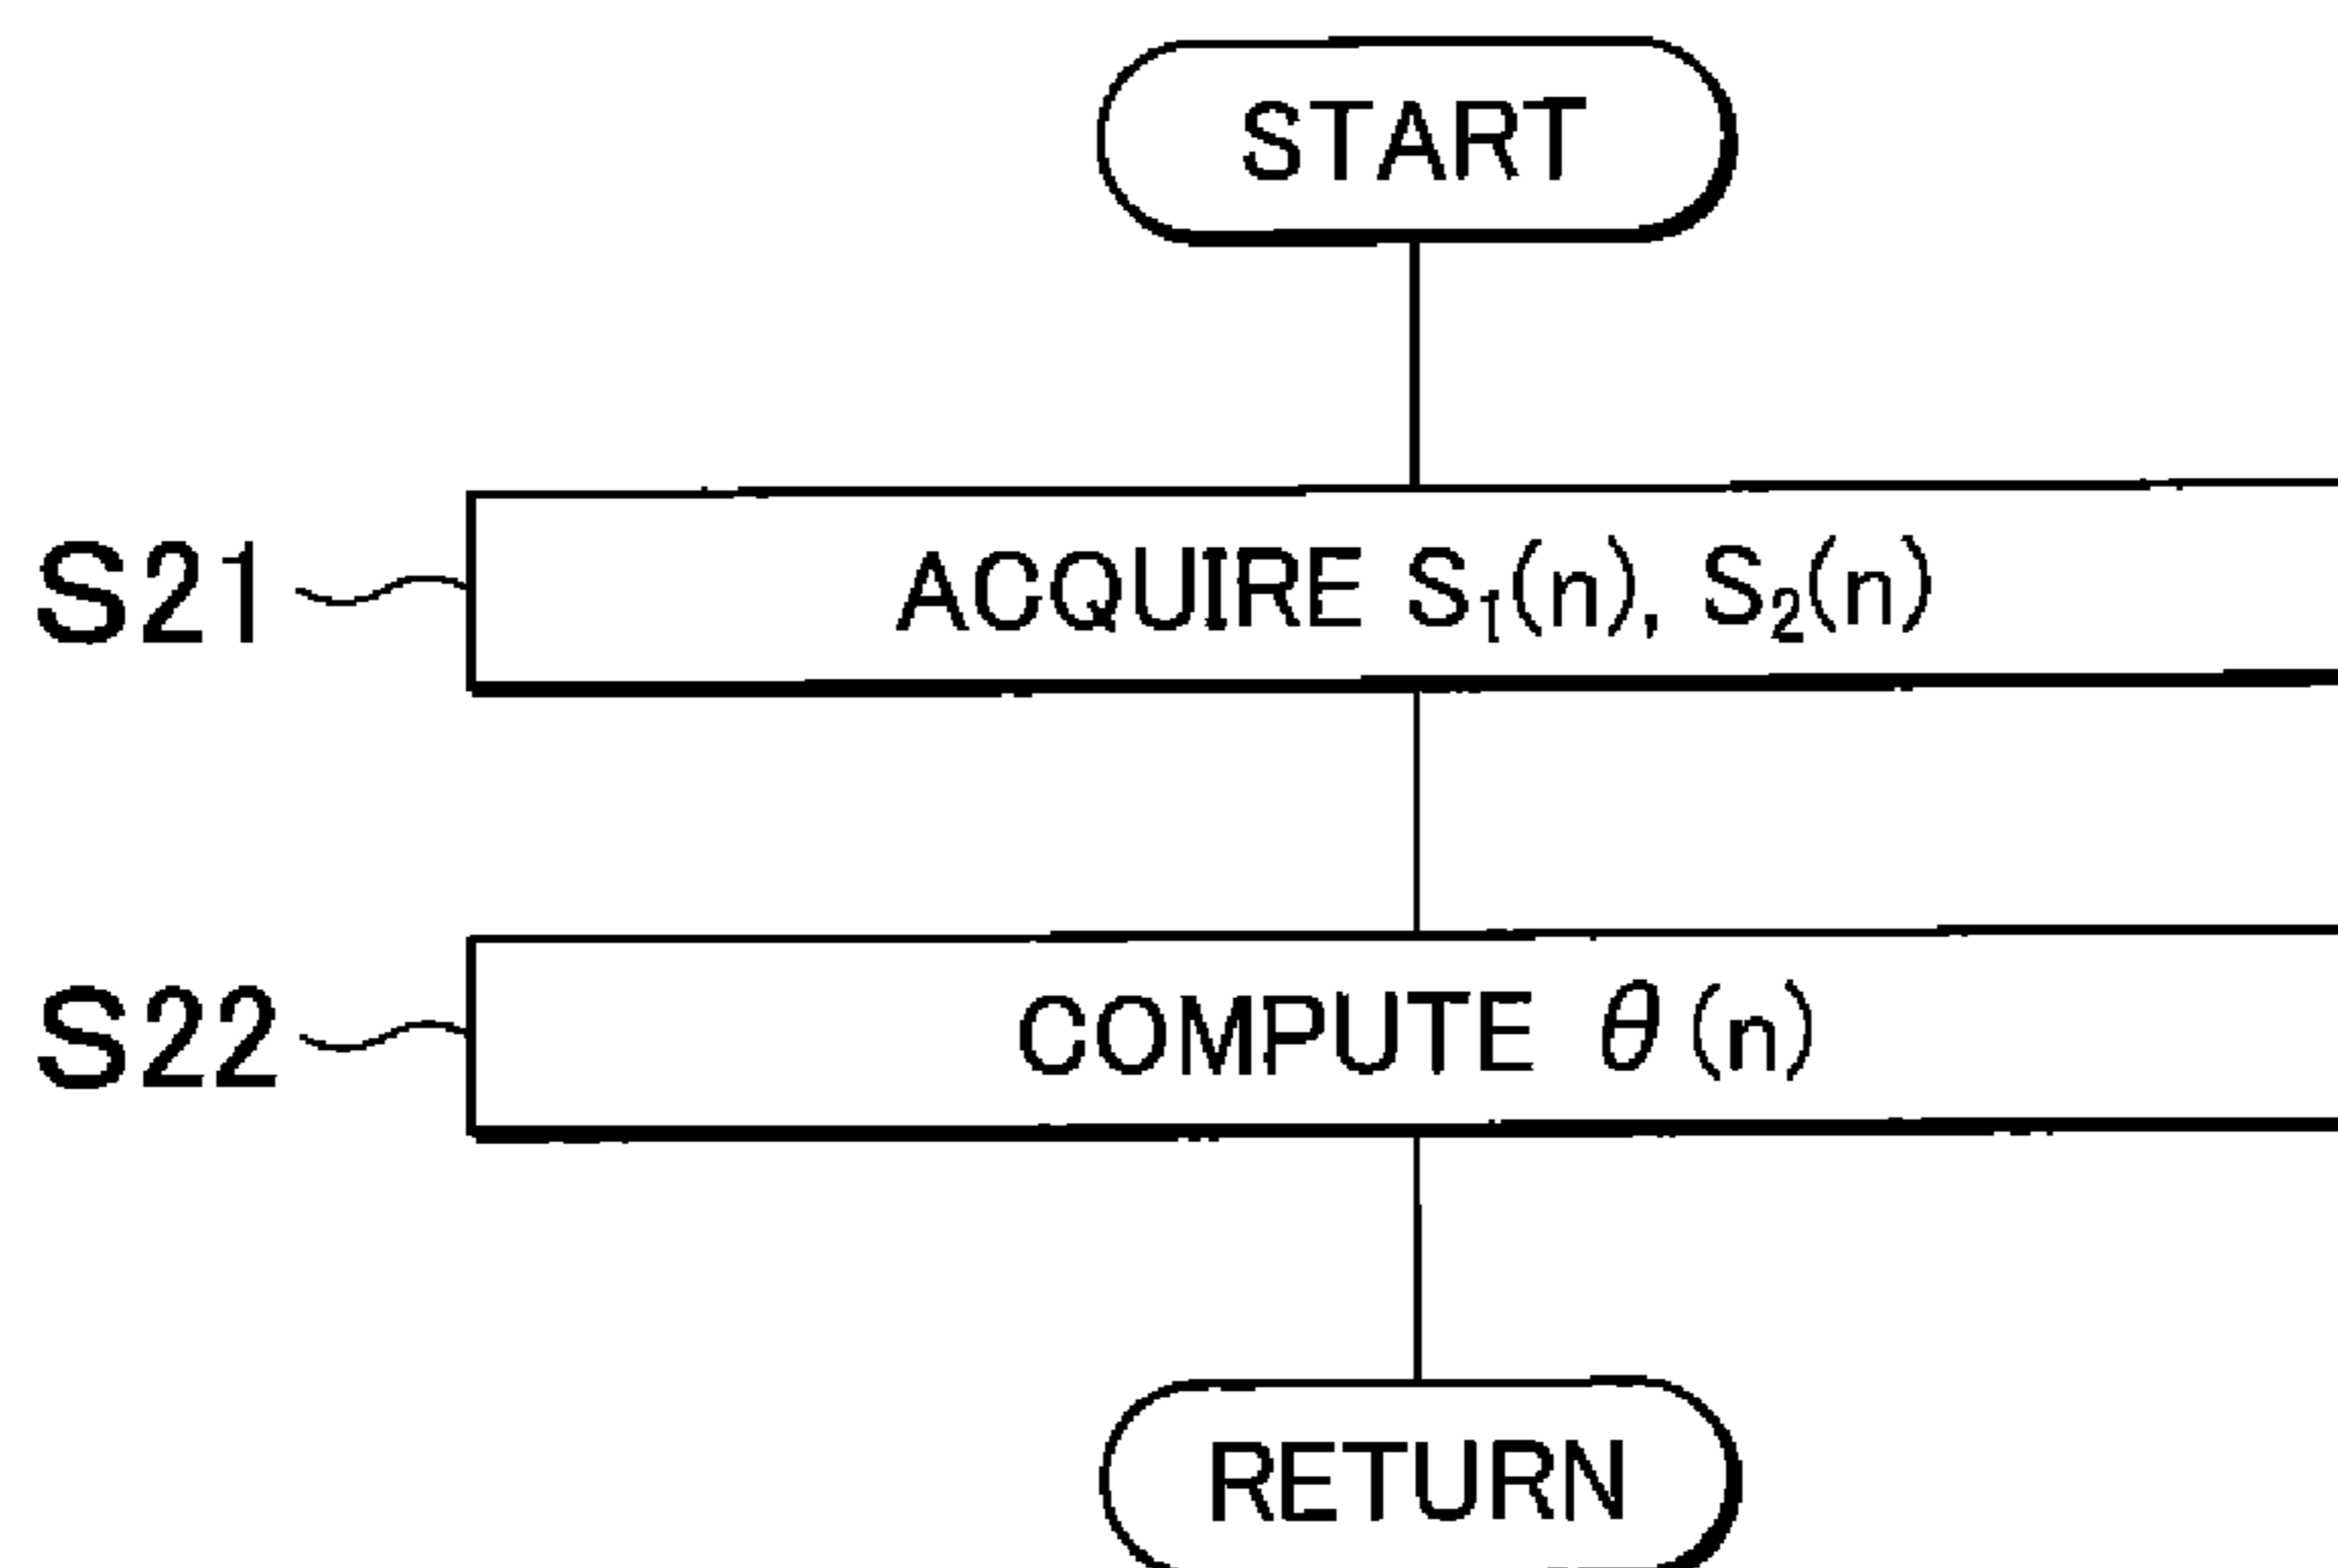 START
S21 ACQUIRE S₁(n), S₂(n)
S22 COMPUTE θ(n)
RETURN